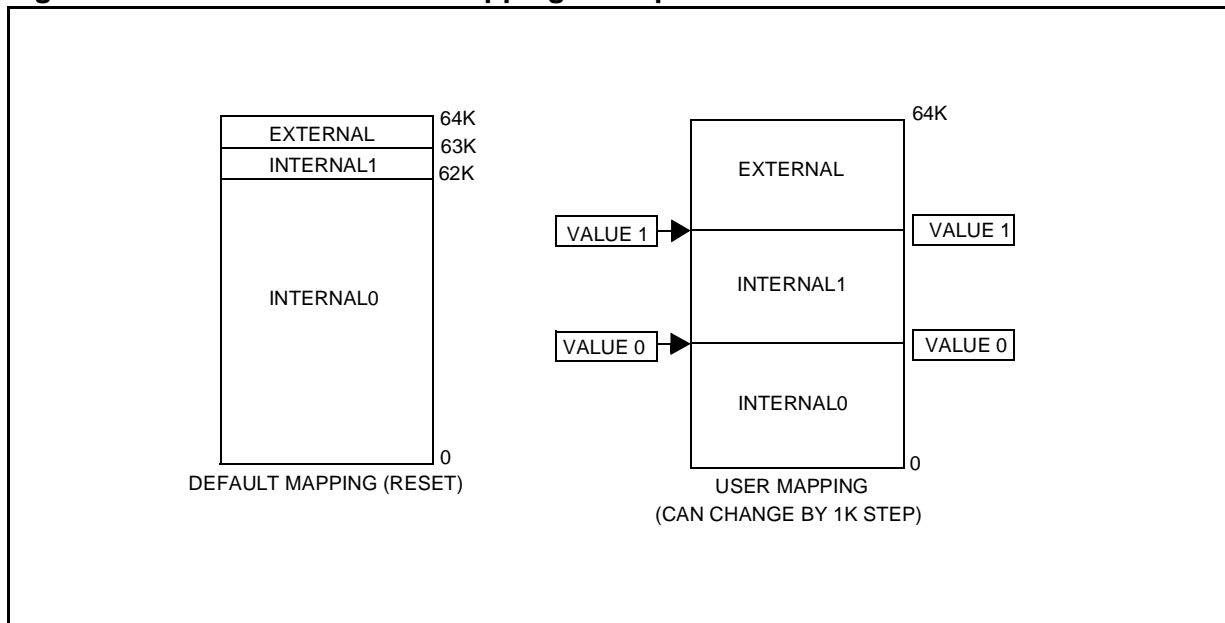 64K
EXTERNAL
63K
INTERNAL1
62K
INTERNAL0
0
DEFAULT MAPPING (RESET)
64K
EXTERNAL
VALUE 1
VALUE 1
INTERNAL1
VALUE 0
VALUE 0
INTERNAL0
0
USER MAPPING
(CAN CHANGE BY 1K STEP)